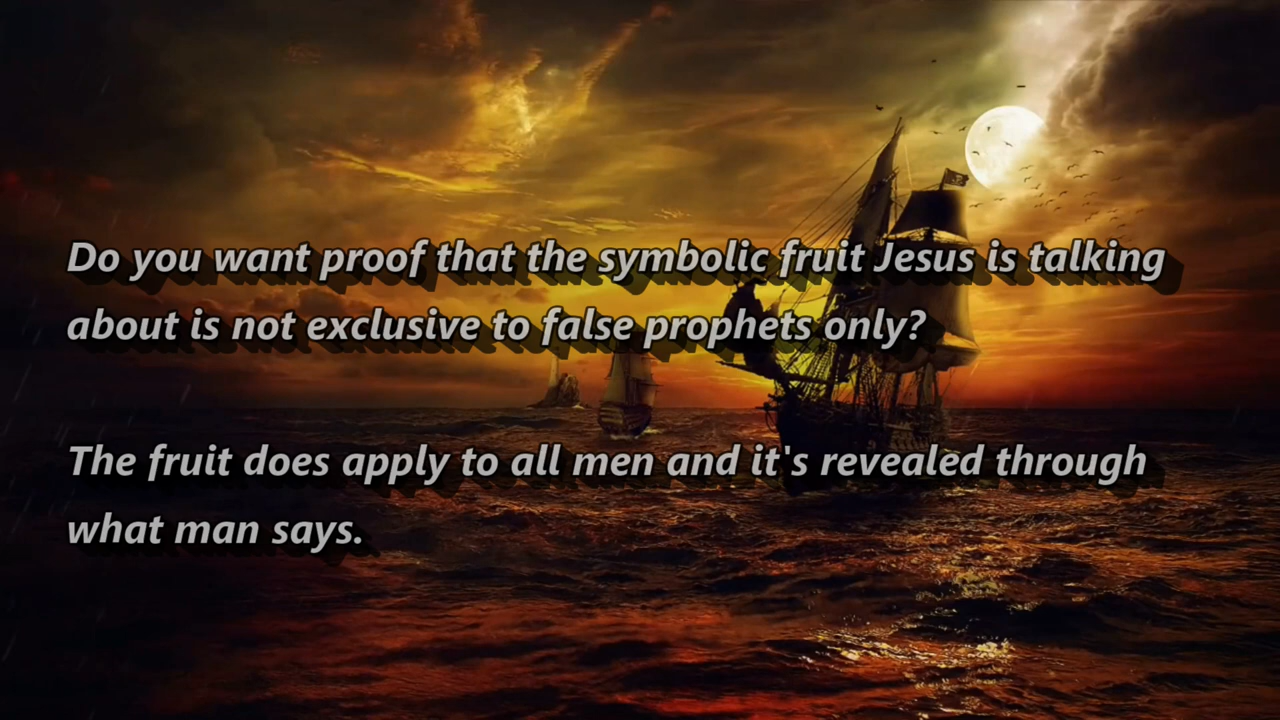 Do you want proof that the symbolic fruit Jesus is talking
about is not exclusive to false prophets only?
The fruit does apply to all men and it's revealed through
what man says.